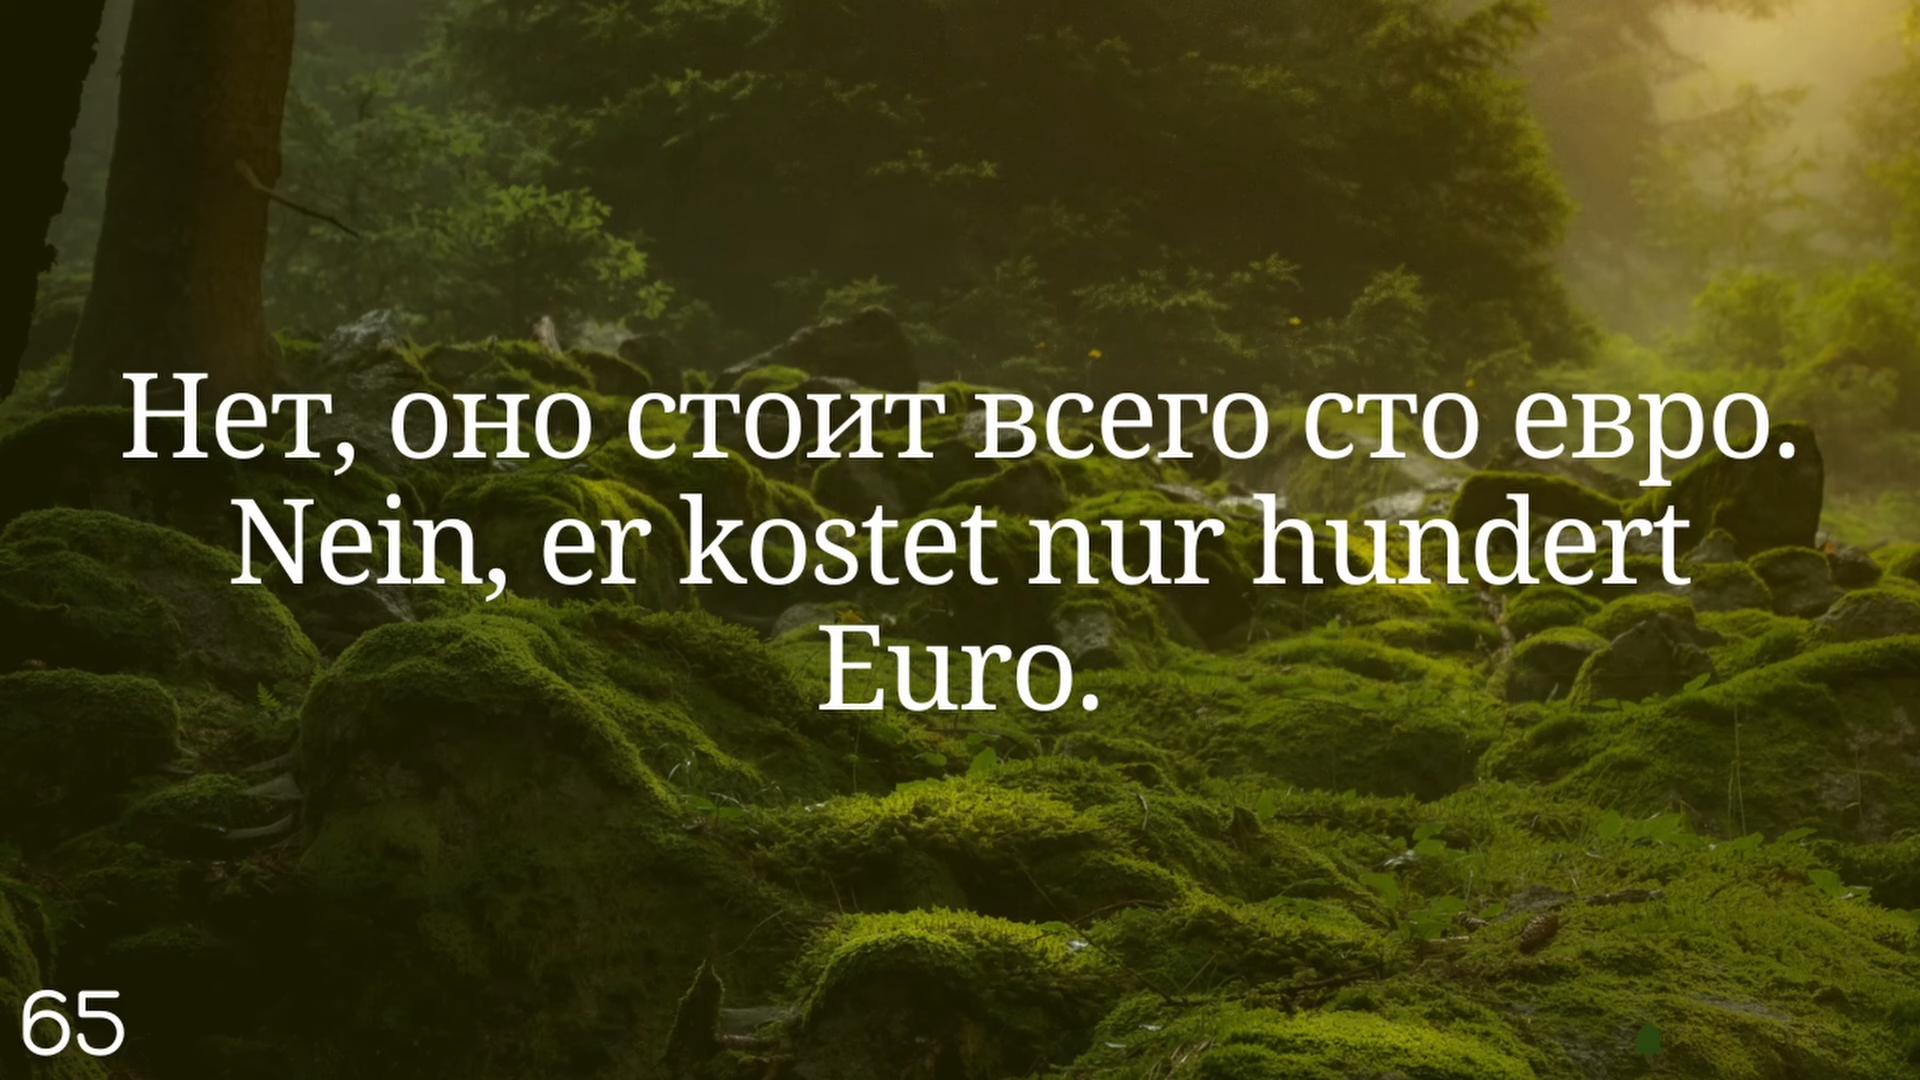 Нет, оно стоит всего сто евро.
Nein, er kostet nur hundert
Euro.
65